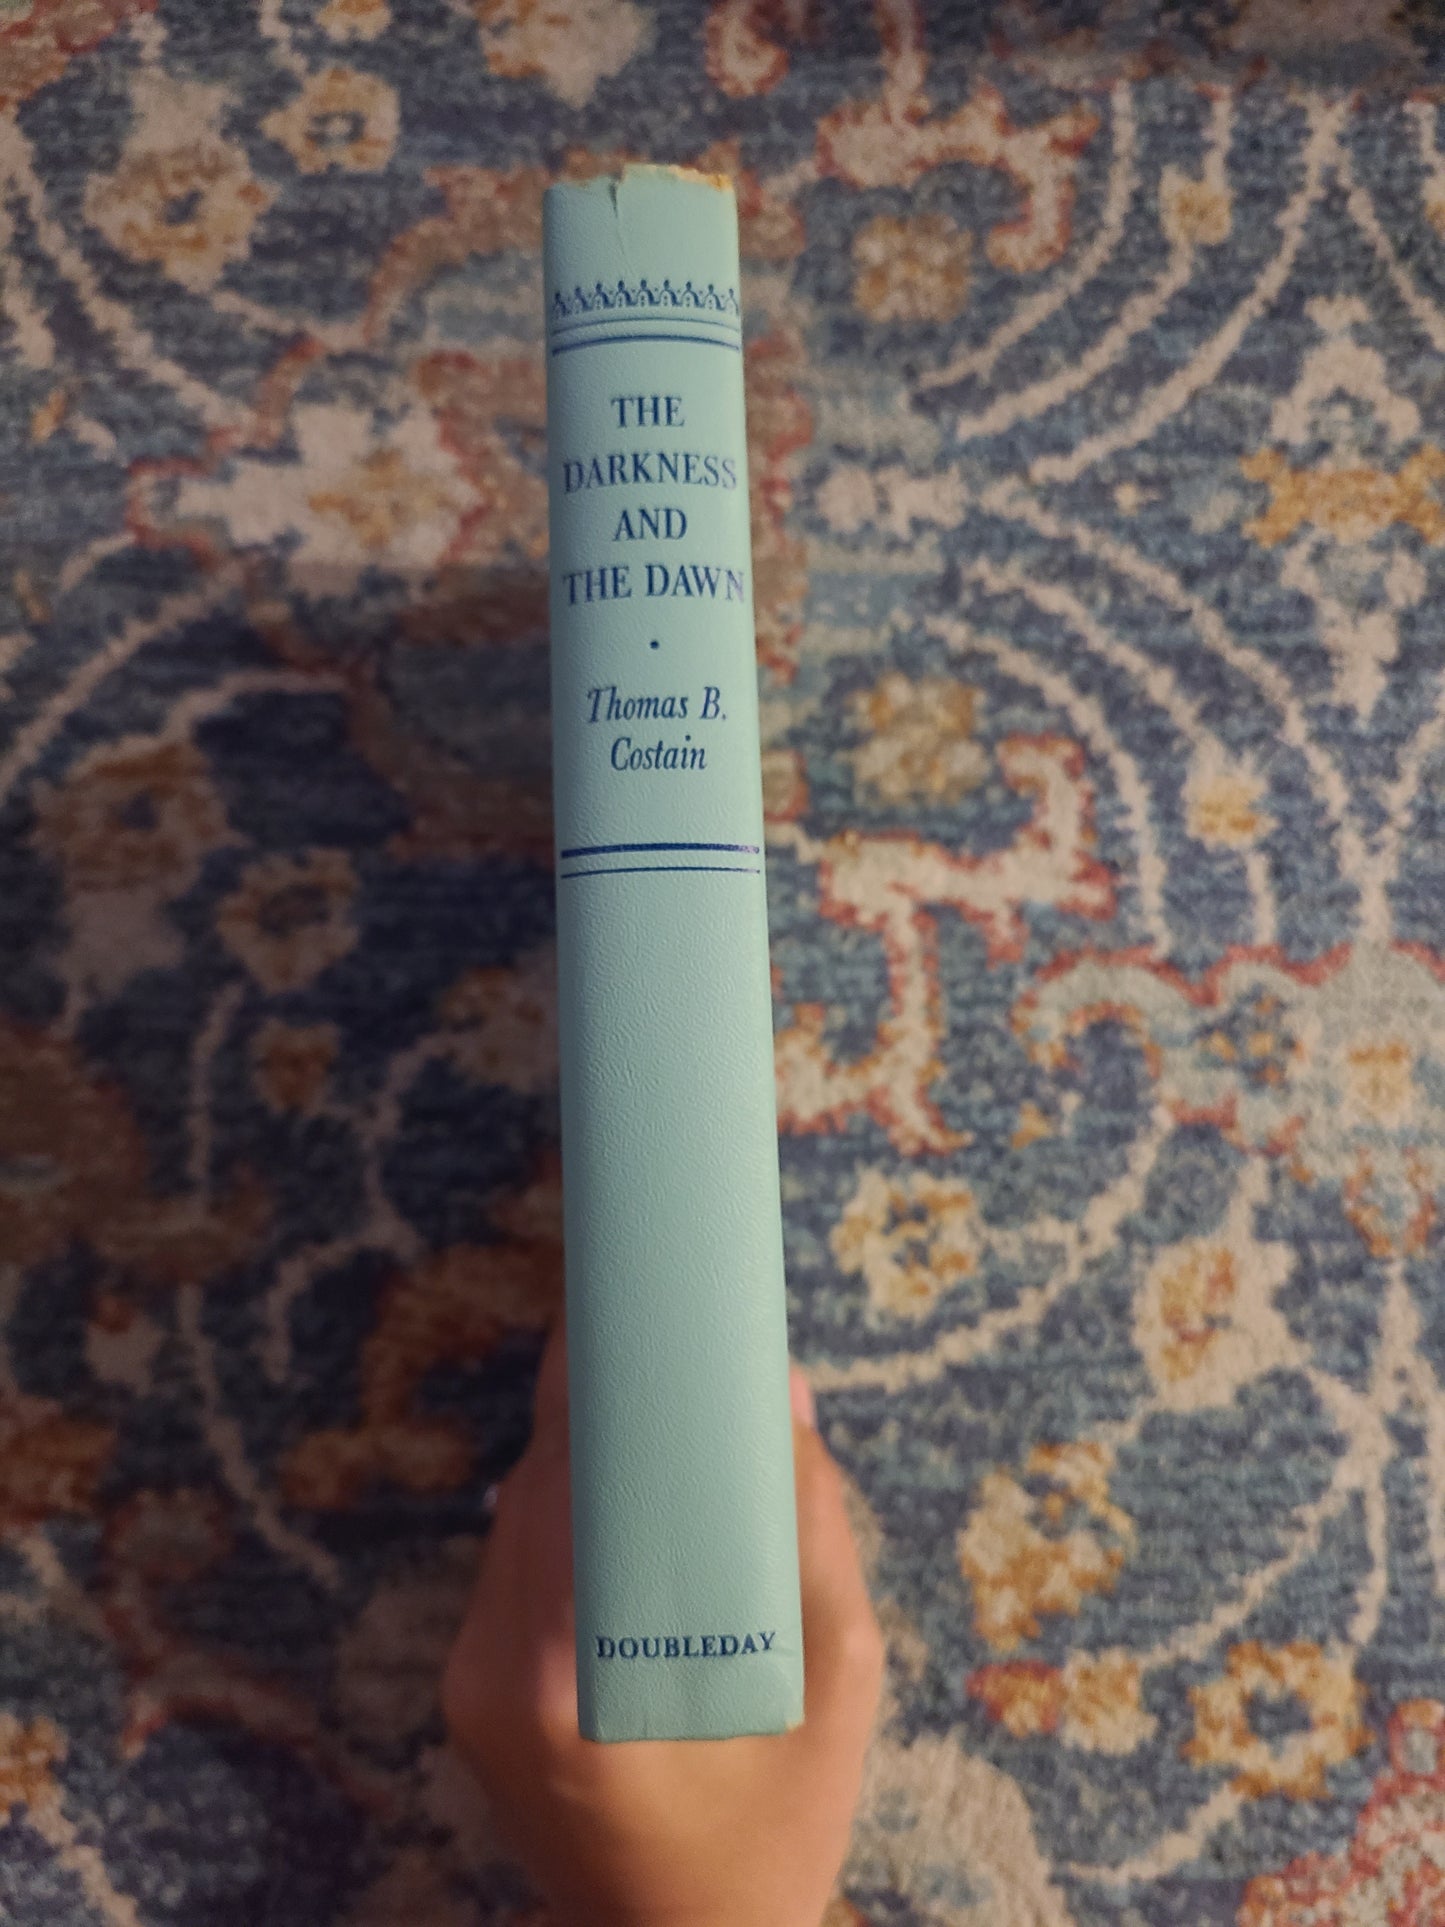 THE
DARKNESS
AND
THE DAWN
•
Thomas B.
Costain
DOUBLEDAY